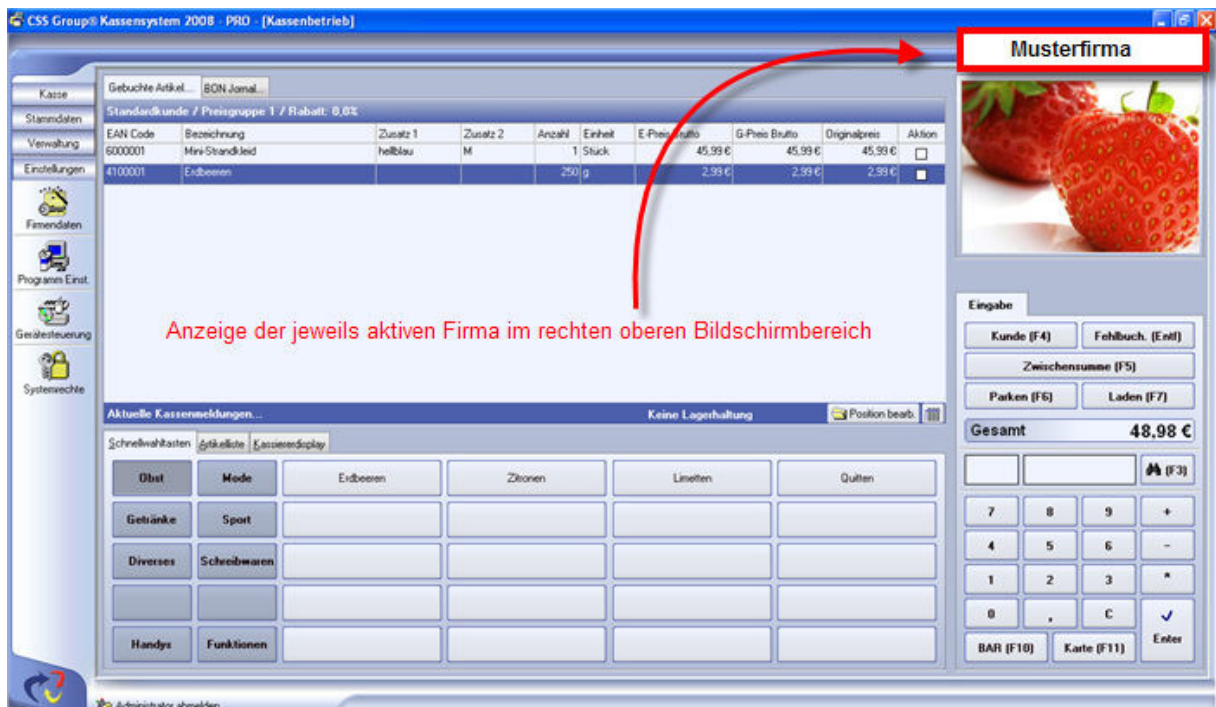 CSS Group® Kassensystem 2008 - PRO - [Kassenbetrieb]
Musterfirma
Kasse
Stammdaten
Verwaltung
Einstellungen
Firmendaten
Programm Einst.
Gerätesteuerung
Systemrechte
Gebuchte Artikel... BON Jornal...
Standardkunde / Preisgruppe 1 / Rabatt: 0,0%
EAN Code Bezeichnung Zusatz 1 Zusatz 2 Anzahl Einheit E-Preis Brutto G-Preis Brutto Originalpreis Aktion
6000001 Mini-Strandkleid hellblau M 1 Stück 45,99 € 45,99 € 45,99 €
4100001 Erdbeeren 250 g 2,99 € 2,99 € 2,99 €
Anzeige der jeweils aktiven Firma im rechten oberen Bildschirmbereich
Aktuelle Kassenmeldungen... Keine Lagerhaltung Position bearb.
Schnellwahltasten Artikelliste Kassiererdisplay
Obst Mode Erdbeeren Zitronen Limetten Quitten
Getränke Sport
Diverses Schreibwaren
Handys Funktionen
Eingabe
Kunde (F4) Fehlbuch. (Entf)
Zwischensumme (F5)
Parken (F6) Laden (F7)
Gesamt 48,98 €
(F3)
7 8 9 +
4 5 6 -
1 2 3 *
0 , C Enter
BAR (F10) Karte (F11)
Administrator abmelden